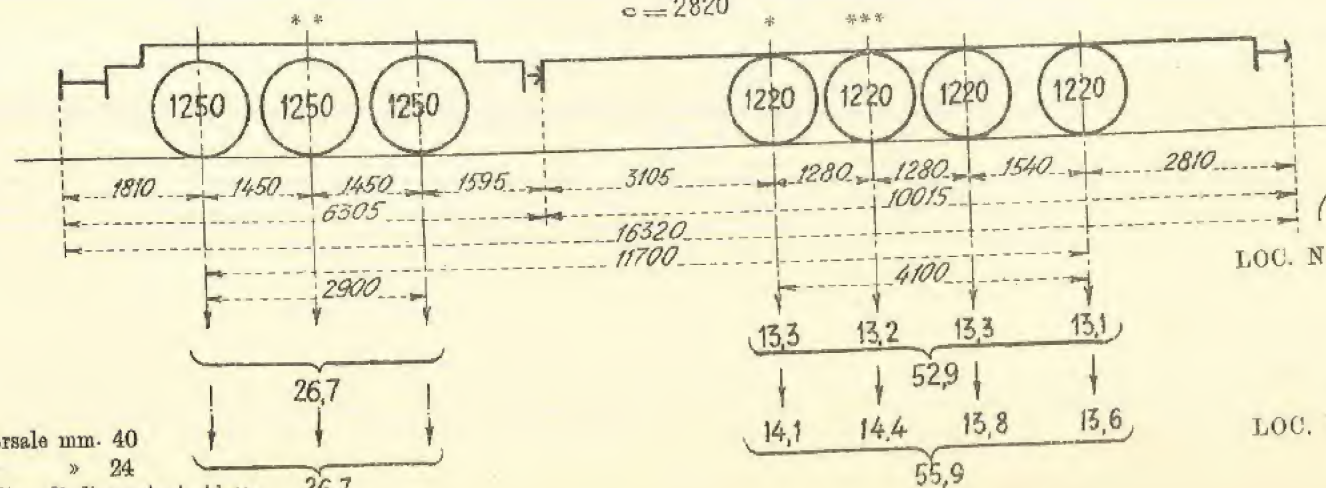 c = 2820
* * * ***
1250 1250 1250 1220 1220 1220 1220
1810 1450 1450 1595 3105 1280 1280 1540 2810
6305 10015
16320
11700
LOC. N
2900 4100
13,3 13,2 13,3 13,1
26,7 52,9
14,1 14,4 13,8 13,6
LOC.
rsale mm. 40
» 24
26,7 55,9